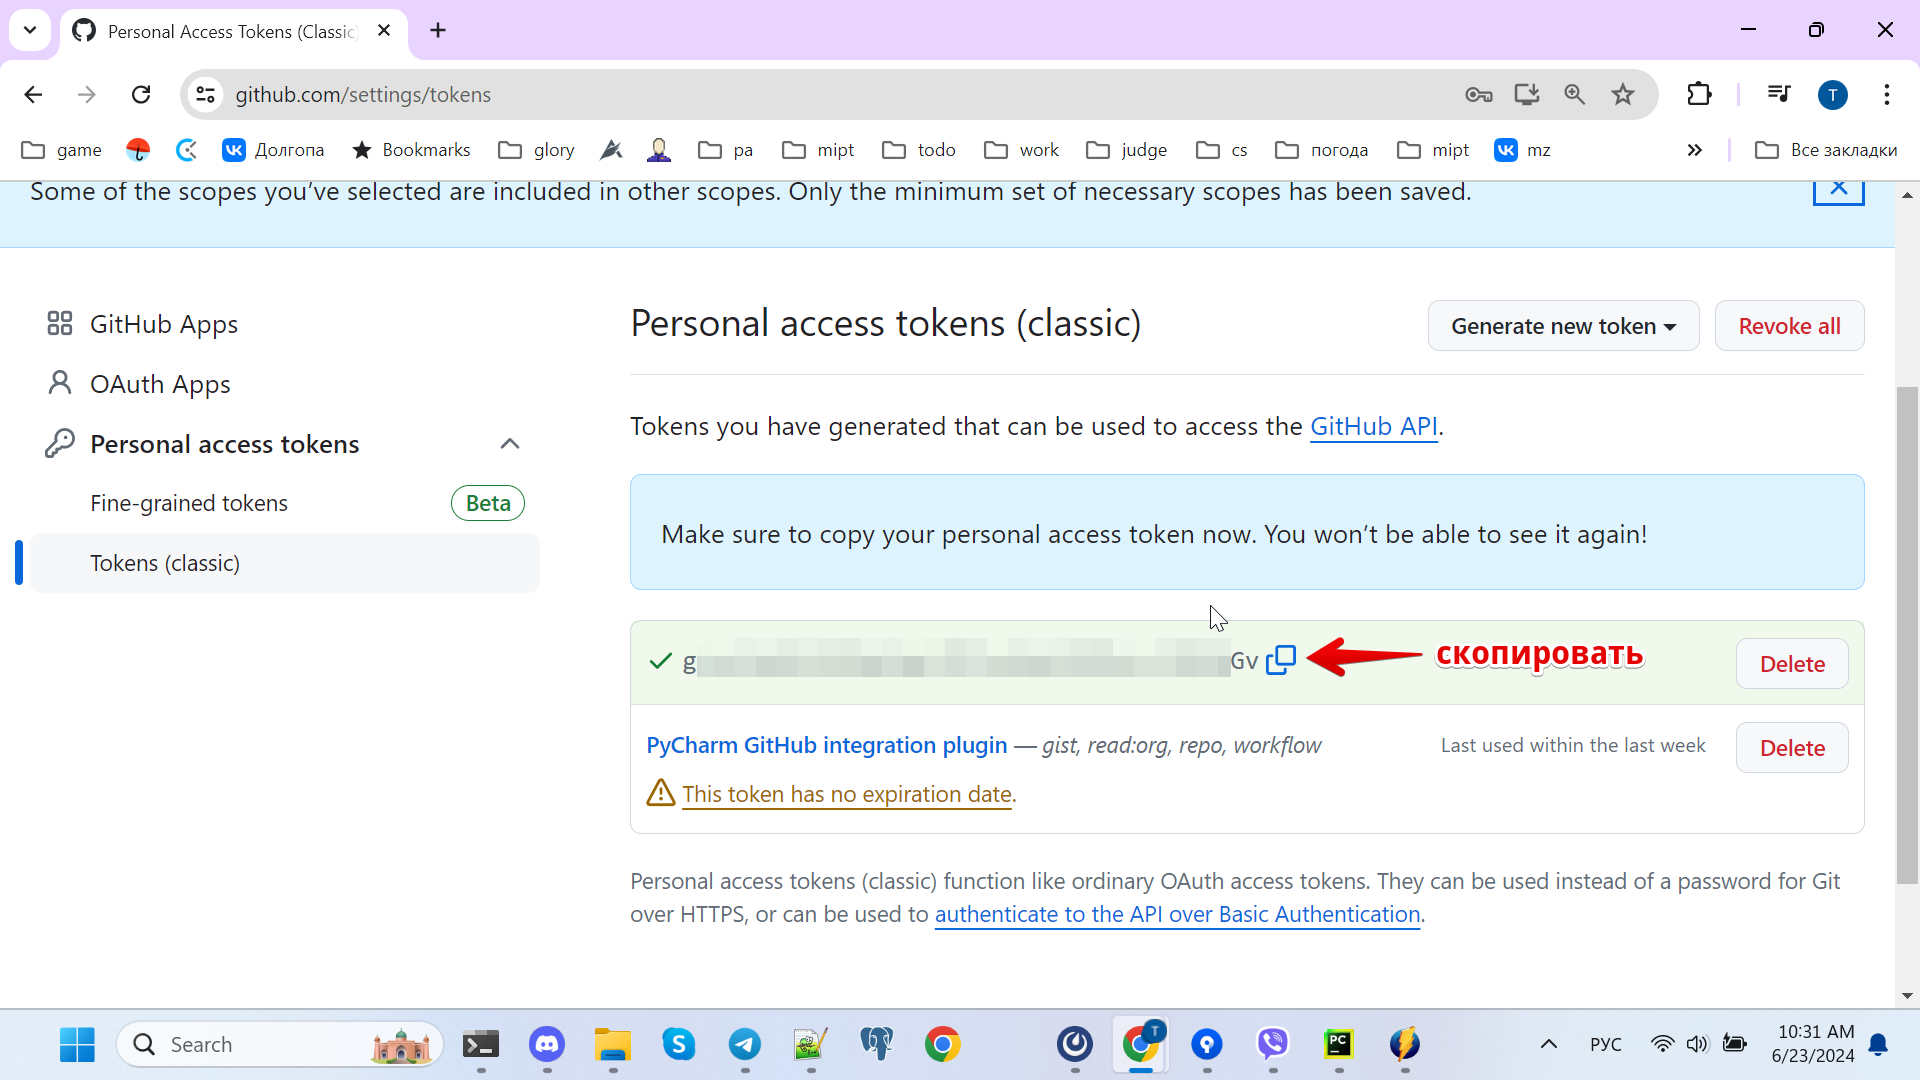 Personal Access Tokens (Classic
github.com/settings/tokens
game
Долгопа
Bookmarks
glory
pa
mipt
todo
work
judge
cs
погода
mipt
mz
Все закладки
Some of the scopes you’ve selected are included in other scopes. Only the minimum set of necessary scopes has been saved.
GitHub Apps
OAuth Apps
Personal access tokens
Fine-grained tokens
Beta
Tokens (classic)
Personal access tokens (classic)
Generate new token
Revoke all
Tokens you have generated that can be used to access the GitHub API.
Make sure to copy your personal access token now. You won’t be able to see it again!
g
Gv
скопировать
Delete
PyCharm GitHub integration plugin — gist, read:org, repo, workflow
Last used within the last week
Delete
This token has no expiration date.
Personal access tokens (classic) function like ordinary OAuth access tokens. They can be used instead of a password for Git
over HTTPS, or can be used to authenticate to the API over Basic Authentication.
Search
T
T
PC
РУС
10:31 AM
6/23/2024